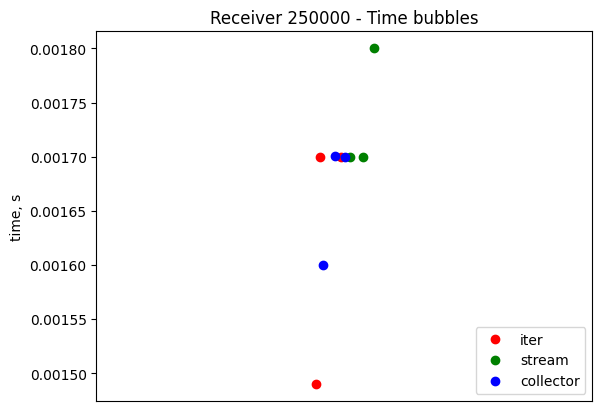 Receiver 250000 - Time bubbles
0.00180
0.00175
0.00170
0.00165
0.00160
0.00155
0.00150
time, s
iter
stream
collector